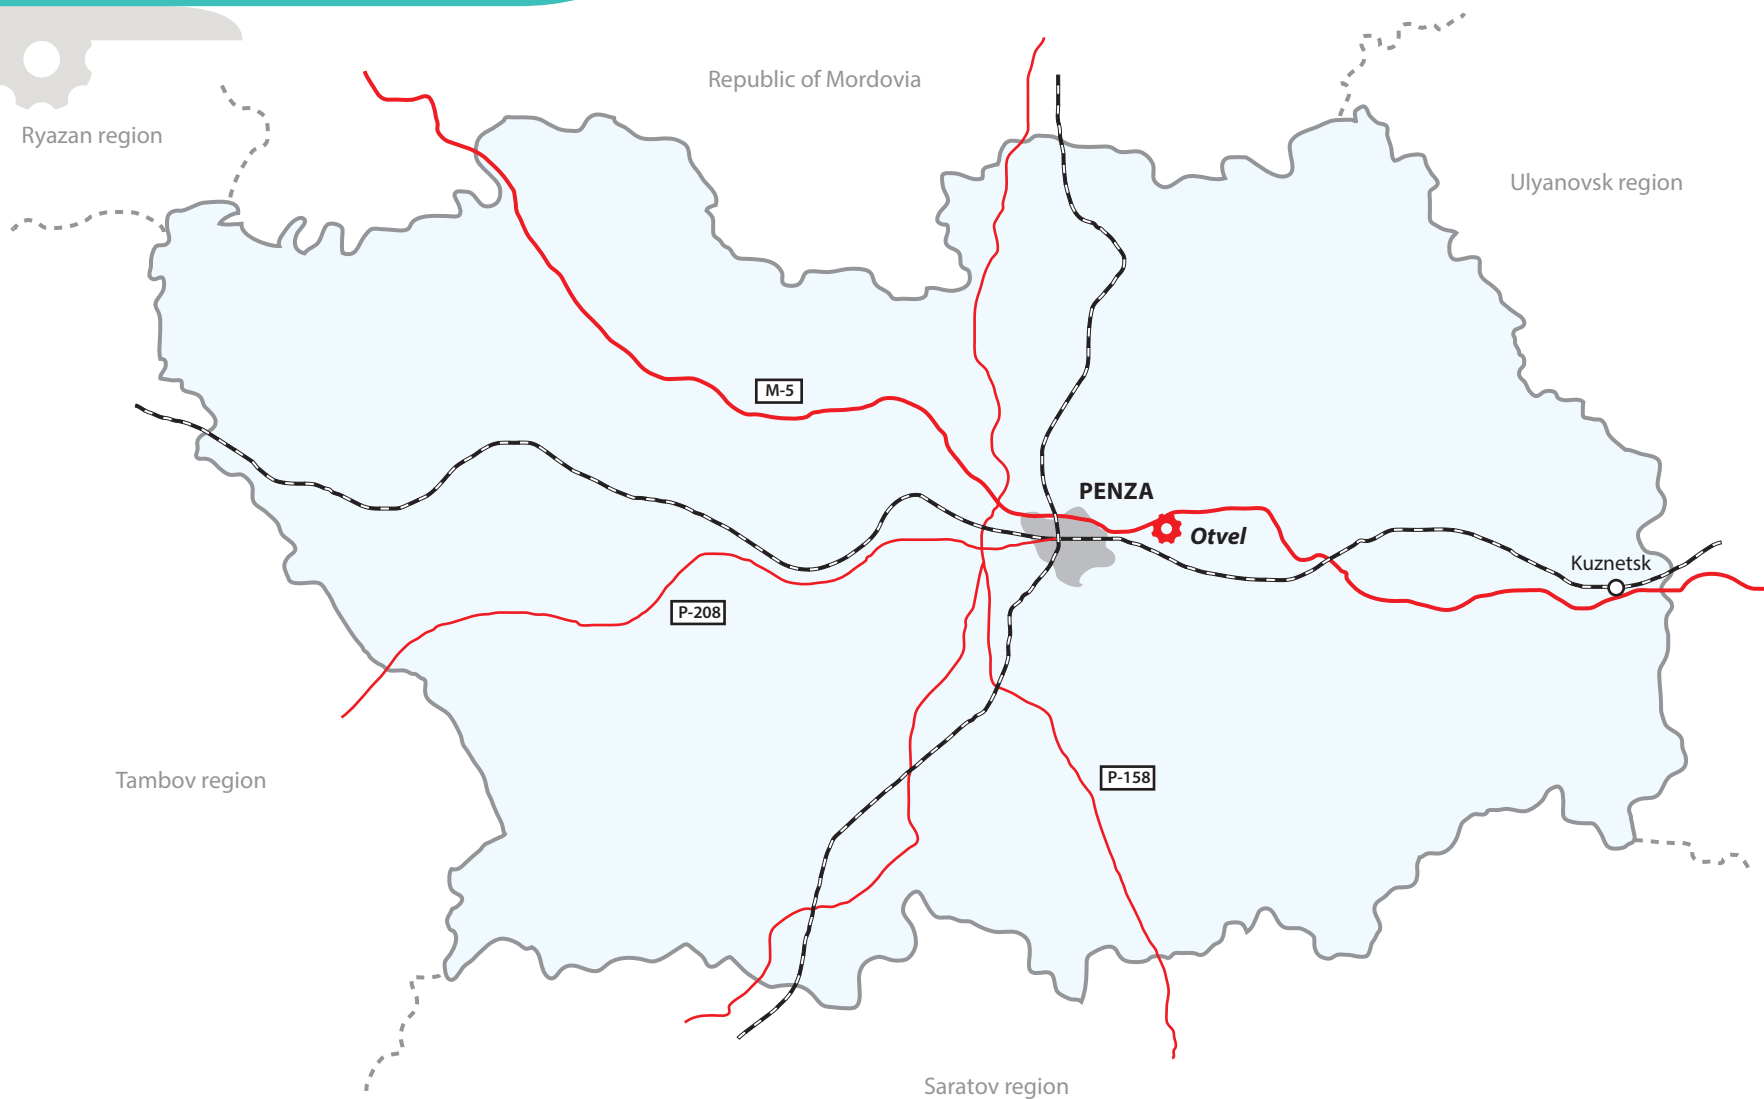 Republic of Mordovia
Ryazan region
Ulyanovsk region
M-5
PENZA
Otvel
Kuznetsk
P-208
P-158
Tambov region
Saratov region